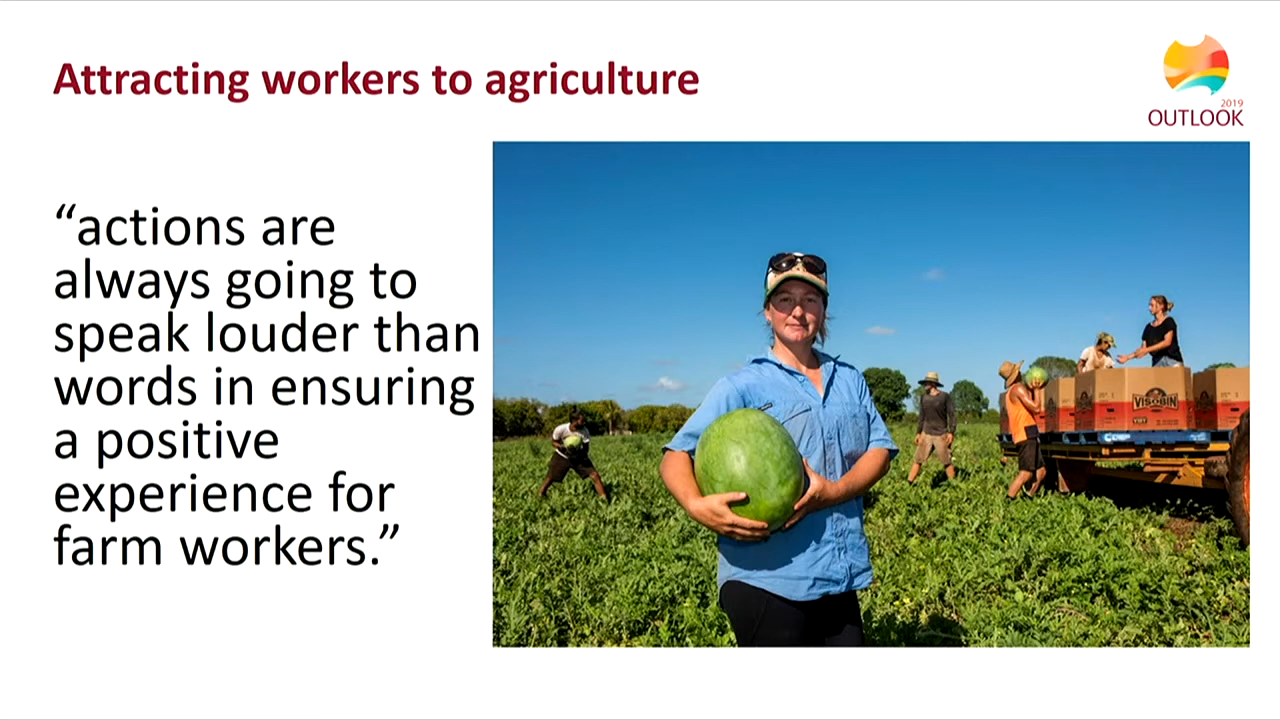 Attracting workers to agriculture
2019
OUTLOOK
“actions are
always going to
speak louder than
words in ensuring
a positive
experience for
farm workers.”
VISOBIN